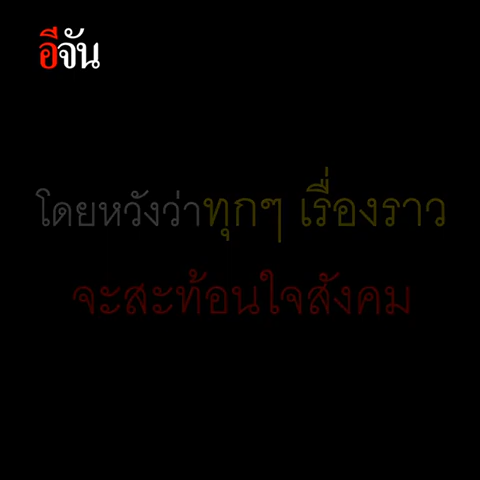 อีจัน
โดยหวังว่าทุกๆ เรื่องราว
จะสะท้อนใจสังคม